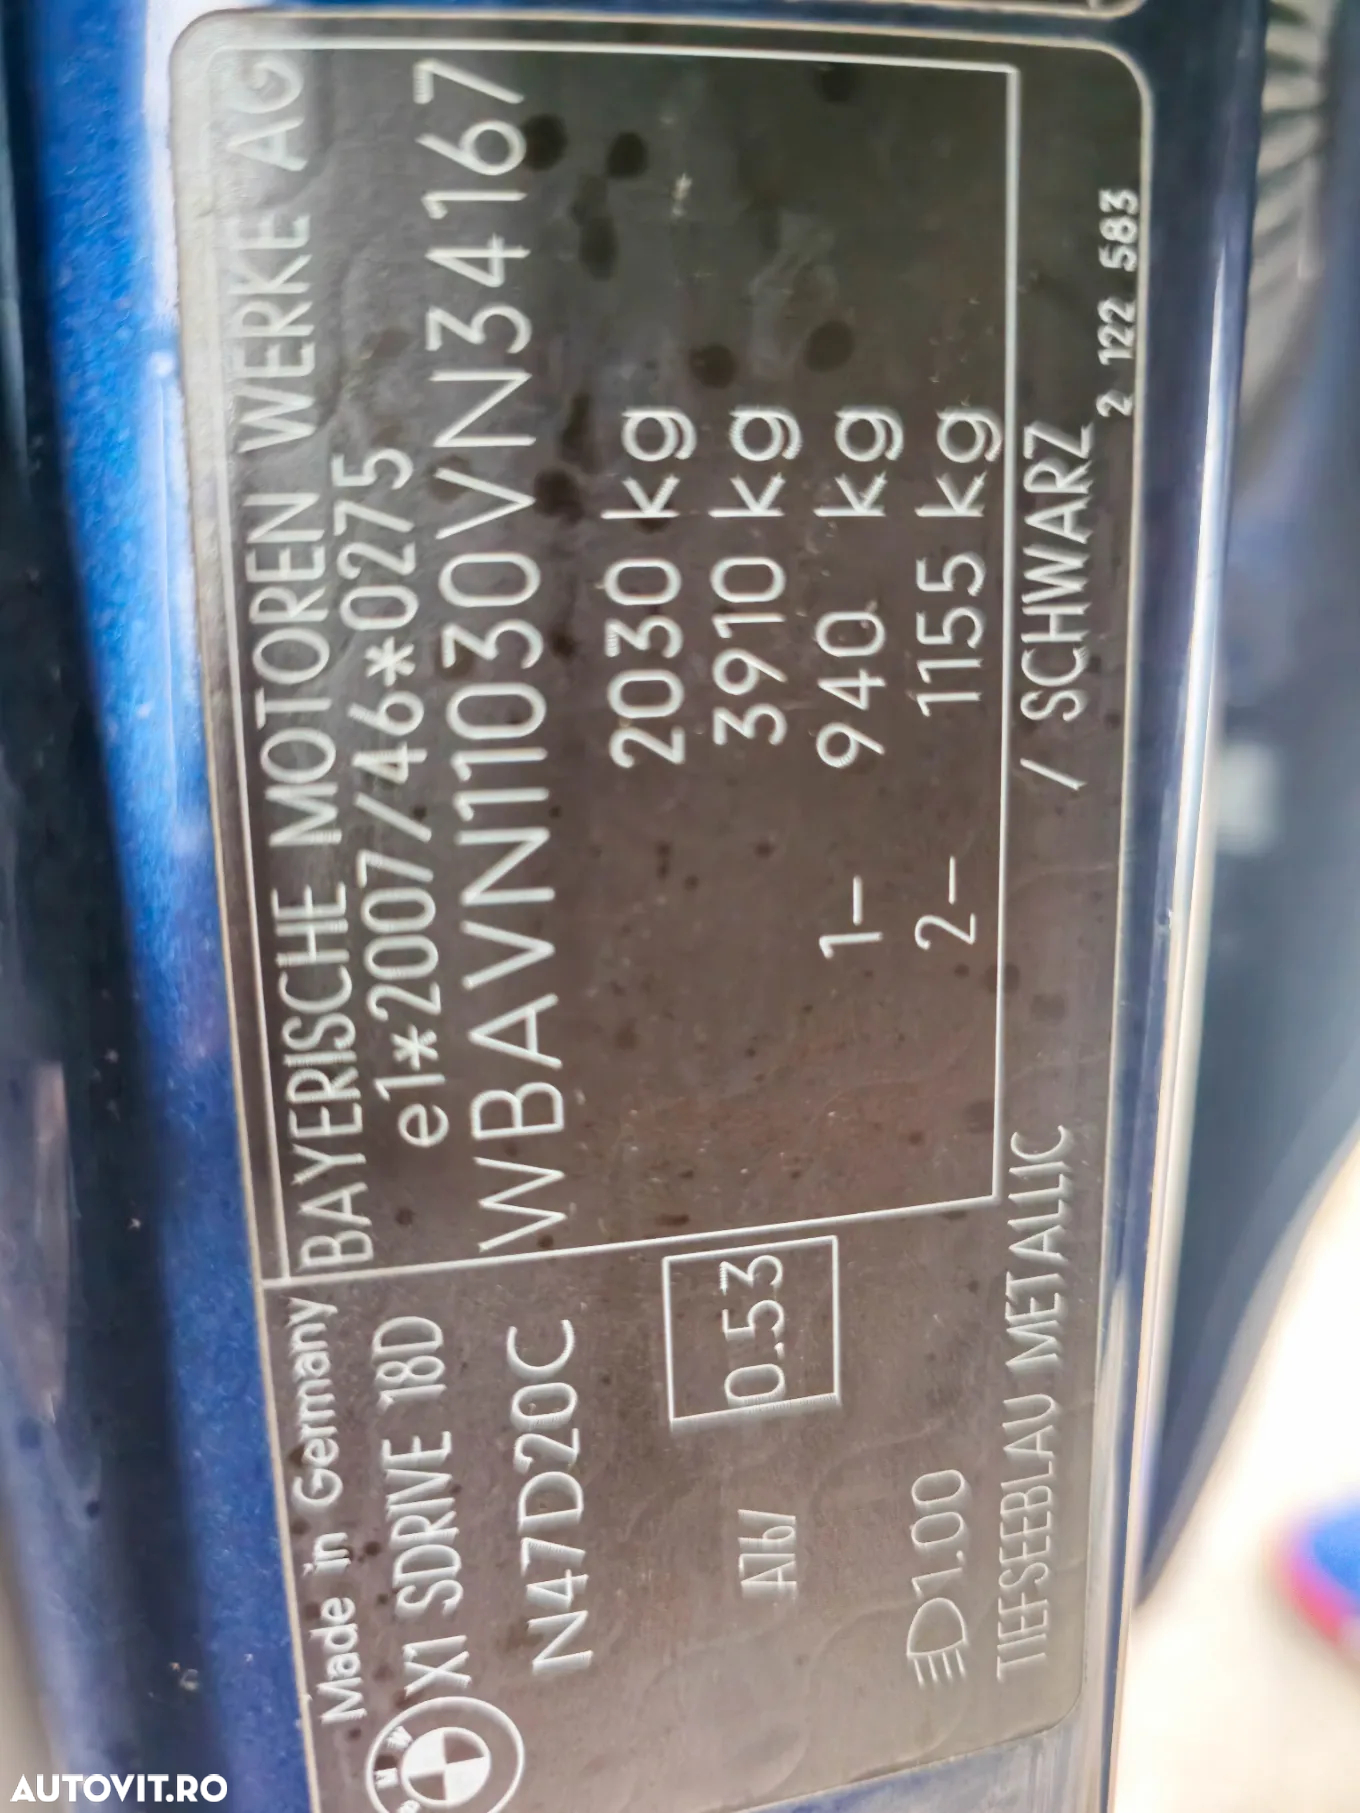 BAYERISCHE MOTOREN WERKE AG
e1*2007/46*0275
WBAVN11030VN34167
2030 kg
3910 kg
1- 940 kg
2- 1155 kg
Made in Germany
X1 SDRIVE 18D
N47D20C
0.53
A76/
1.00
TIEFSEEBLAU METALLIC / SCHWARZ
2 122 583
BMW
AUTOVIT.RO